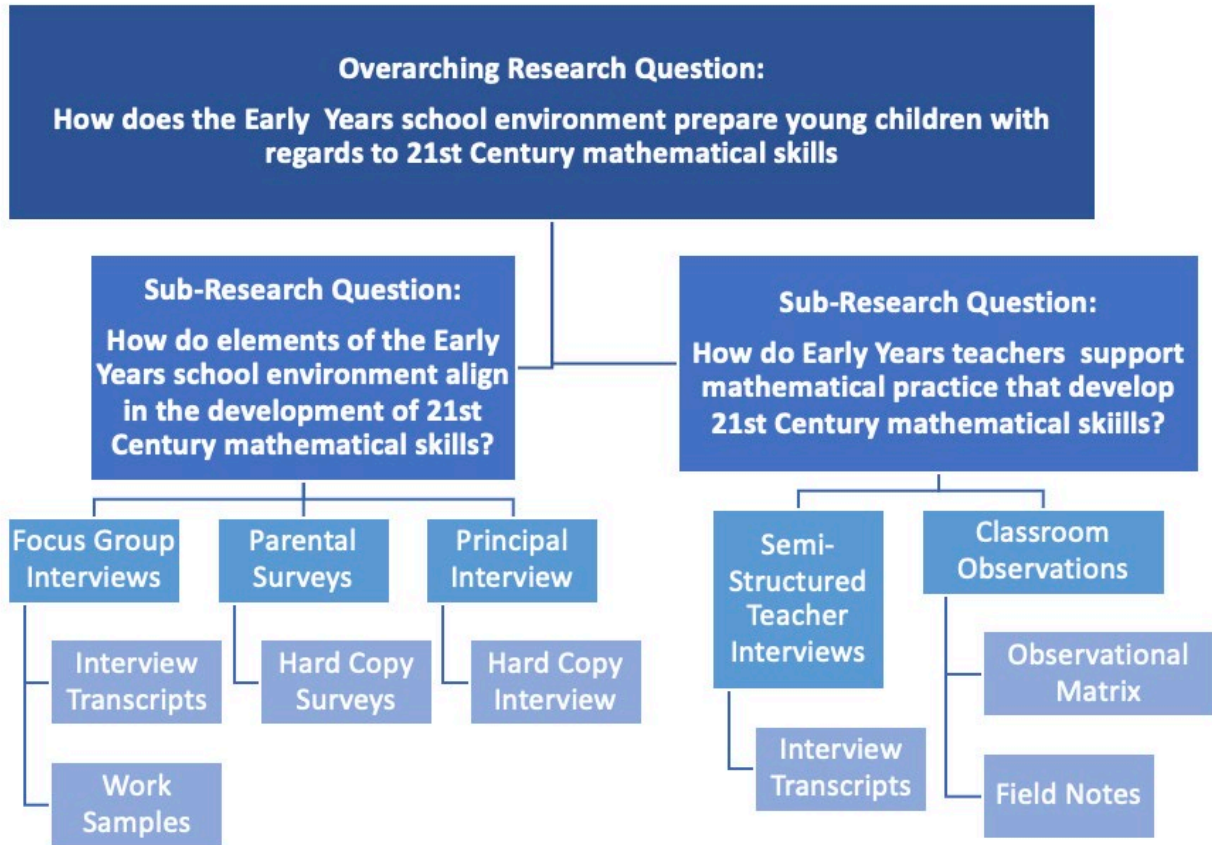 Overarching Research Question:
How does the Early Years school environment prepare young children with
regards to 21st Century mathematical skills
Sub-Research Question:
How do elements of the Early
Years school environment align
in the development of 21st
Century mathematical skills?
Sub-Research Question:
How do Early Years teachers support
mathematical practice that develop
21st Century mathematical skiills?
Focus Group
Interviews
Parental
Surveys
Principal
Interview
Semi-
Structured
Teacher
Interviews
Classroom
Observations
Interview
Transcripts
Hard Copy
Surveys
Hard Copy
Interview
Observational
Matrix
Interview
Transcripts
Work
Samples
Field Notes